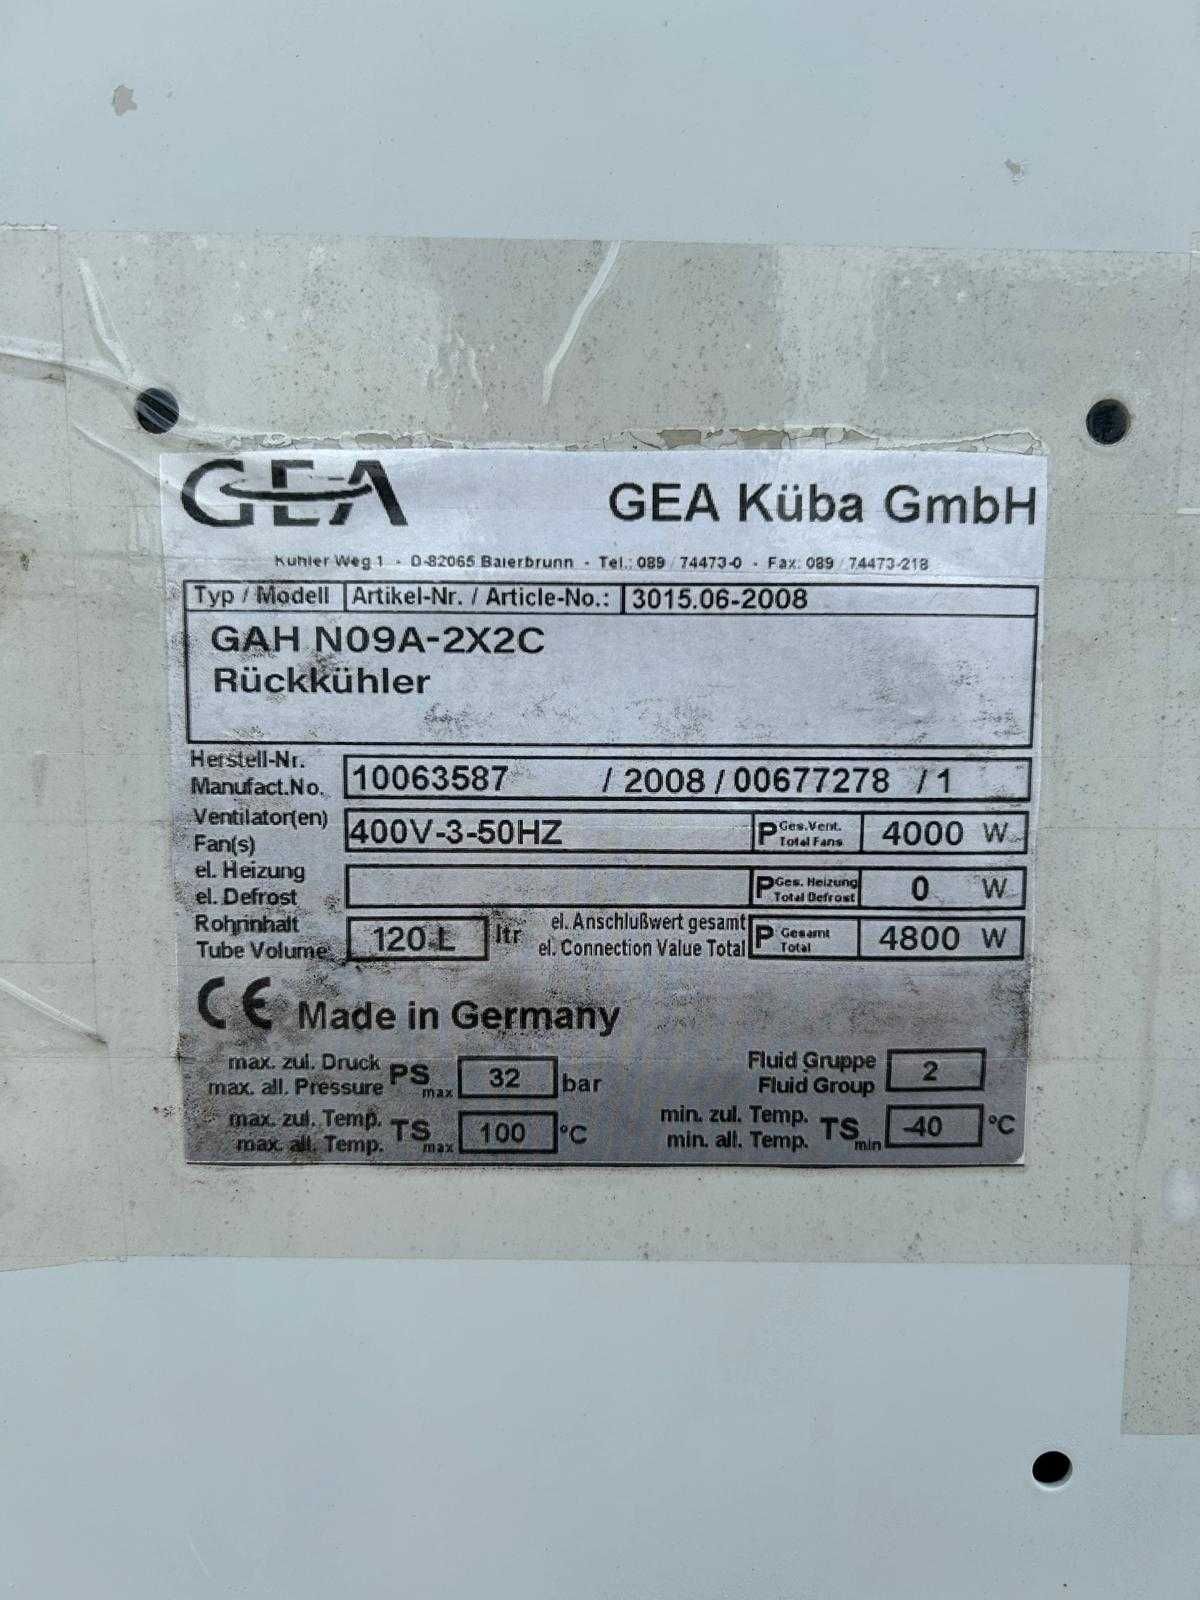 GEA
GEA Küba GmbH
Kühler Weg 1 - D-82065 Baierbrunn - Tel.: 089 / 74473-0 - Fax: 089 / 74473-218
Typ / Modell Artikel-Nr. / Article-No.: 3015.06-2008
GAH N09A-2X2C
Rückkühler
Herstell-Nr.
Manufact.No. 10063587 / 2008 / 00677278 / 1
Ventilator(en)
Fan(s) 400V-3-50HZ P Ges.Vent. Total Fans 4000 W
el. Heizung
el. Defrost P Ges. Heizung Total Defrost 0 W
Rohrinhalt
Tube Volume 120 L ltr
el. Anschlußwert gesamt
el. Connection Value Total P Gesamt Total 4800 W
CE Made in Germany
max. zul. Druck
max. all. Pressure PS max 32 bar
Fluid Gruppe
Fluid Group 2
max. zul. Temp.
max. all. Temp. TS max 100 °C
min. zul. Temp.
min. all. Temp. TS min -40 °C